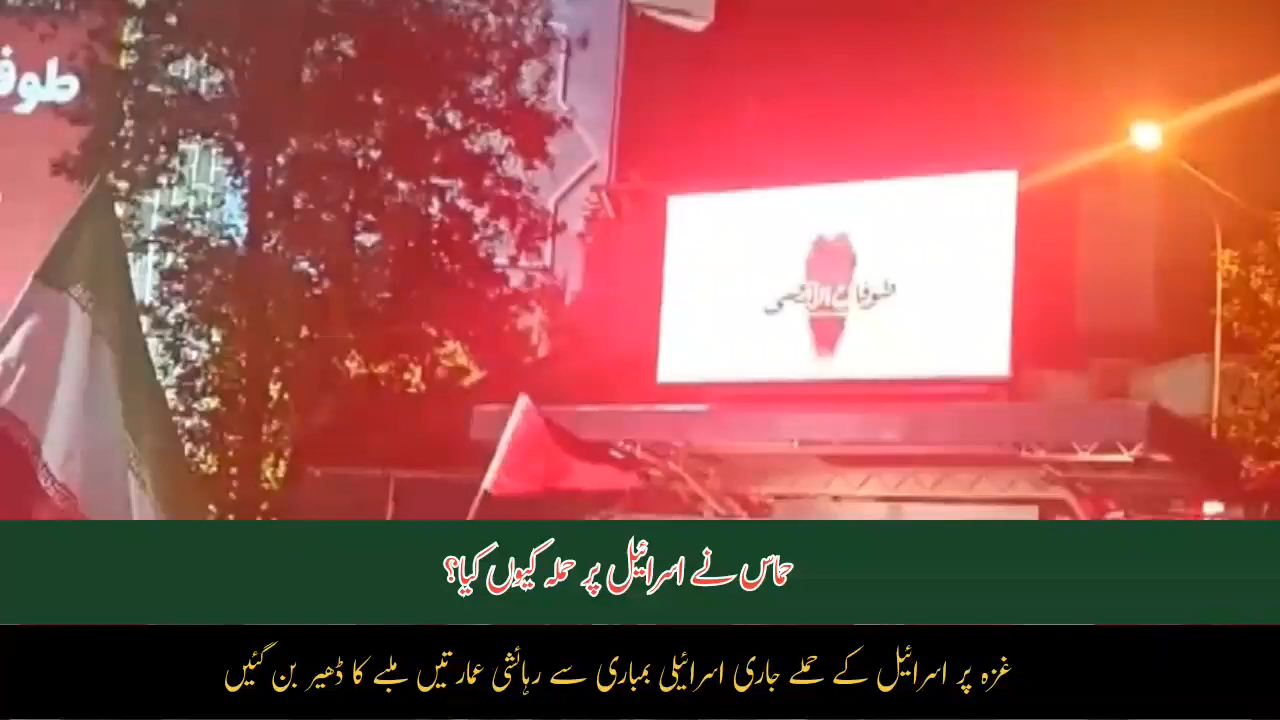 طوفا
طوفان الاقصى
حماس نے اسرائیل پر حملہ کیوں کیا؟
غزہ پر اسرائیل کے حملے جاری اسرائیلی بمباری سے رہائشی عمارتیں ملبے کا ڈھیر بن گئیں